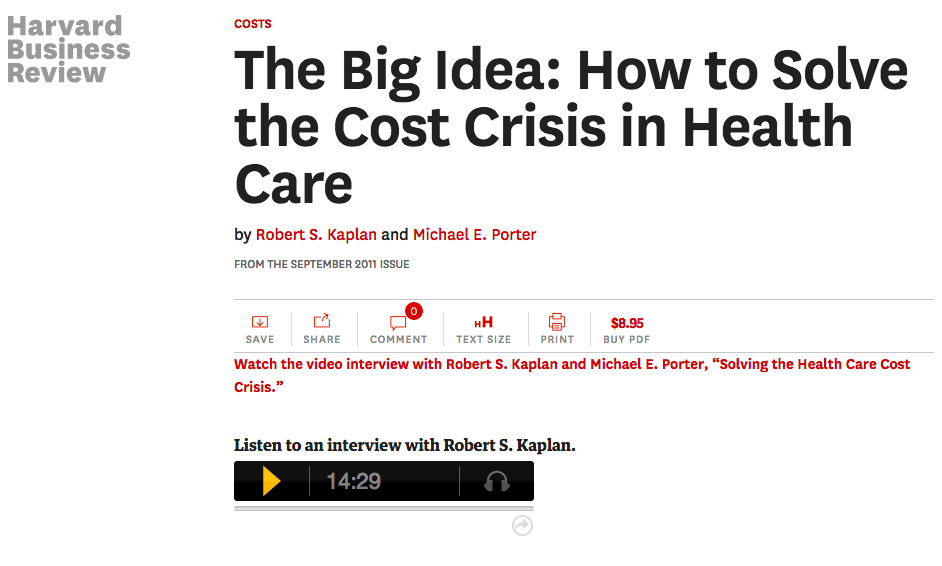 Harvard
Business
Review
COSTS
The Big Idea: How to Solve
the Cost Crisis in Health
Care
by Robert S. Kaplan and Michael E. Porter
FROM THE SEPTEMBER 2011 ISSUE
0
HH
$8.95
SAVE SHARE COMMENT TEXT SIZE PRINT BUY PDF
Watch the video interview with Robert S. Kaplan and Michael E. Porter, “Solving the Health Care Cost
Crisis.”
Listen to an interview with Robert S. Kaplan.
14:29